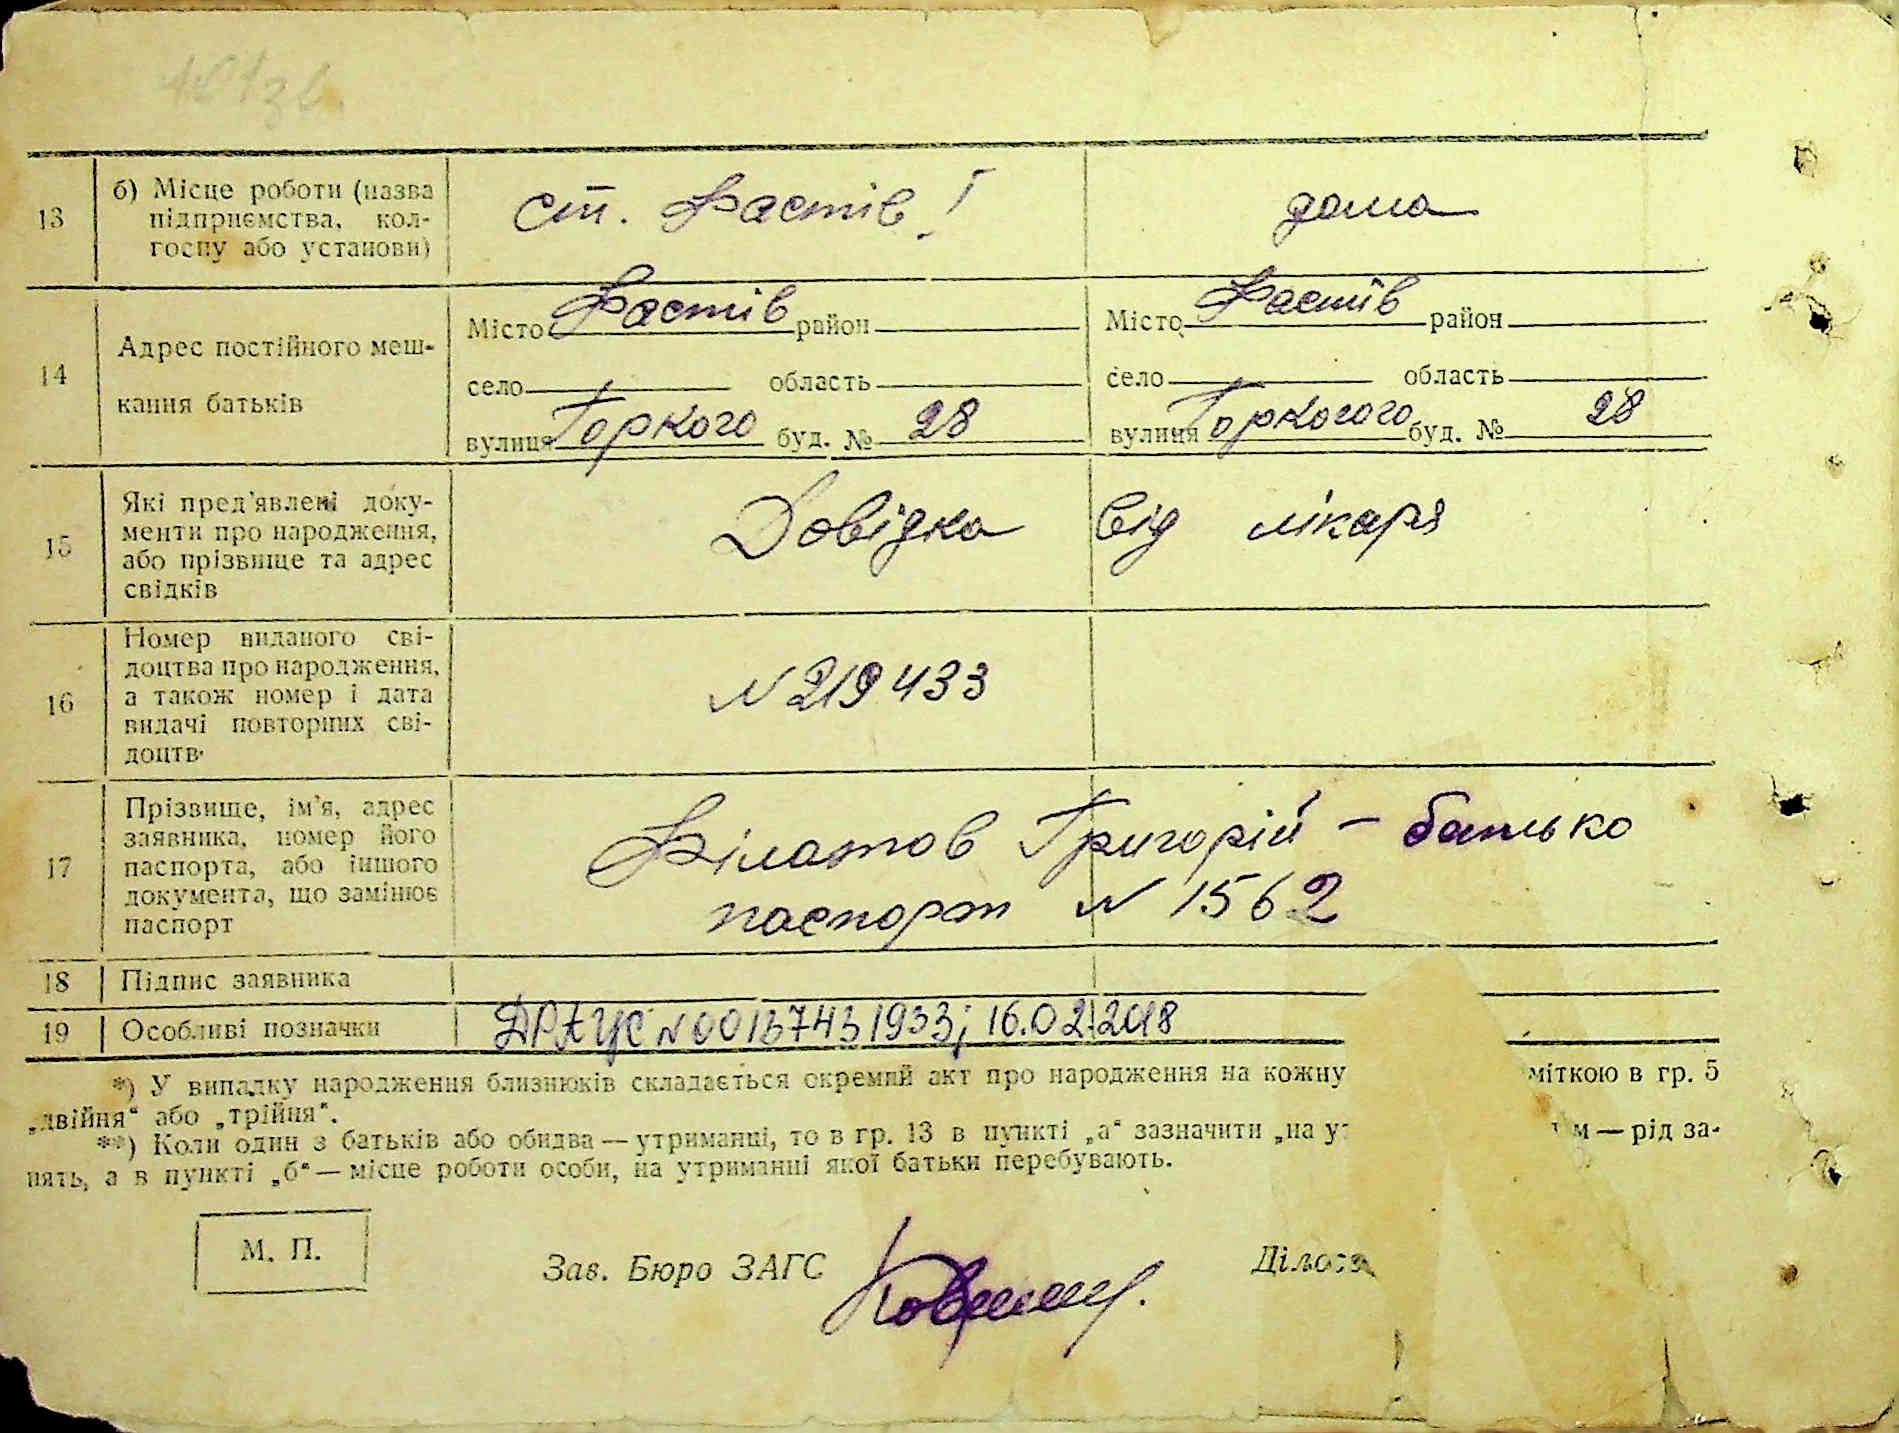 13
б) Місце роботи (назва
підприємства, кол-
госпу або установи)
ст. Фастів I
дома
14
Адрес постійного меш-
кання батьків
Місто Фастів район
село область
вулиця Горкого буд. № 28
Місто Фастів район
село область
вулиця Горкогого буд. № 28
15
Які пред'явлені доку-
менти про народження,
або прізвище та адрес
свідків
Довідка від лікаря
16
Номер виданого сві-
доцтва про народження,
а також номер і дата
видачі повторних сві-
доцтв.
N 219433
17
Прізвище, ім'я, адрес
заявника, номер його
паспорта, або іншого
документа, що замінює
паспорт
Філатов Григорій – батько
паспорт N 1562
18 Підпис заявника
19 Особливі позначки ДРАЦС N 00137431933; 16.02.2018
*) У випадку народження близнюків складається окремий акт про народження на кожну міткою в гр. 5
„двійня“ або „трійня“.
**) Коли один з батьків або обидва — утриманці, то в гр. 13 в пункті „а“ зазначити „на у м — рід за-
нять, а в пункті „б“ — місце роботи особи, на утриманні якої батьки перебувають.
М. П.
Зав. Бюро ЗАГС
Діло